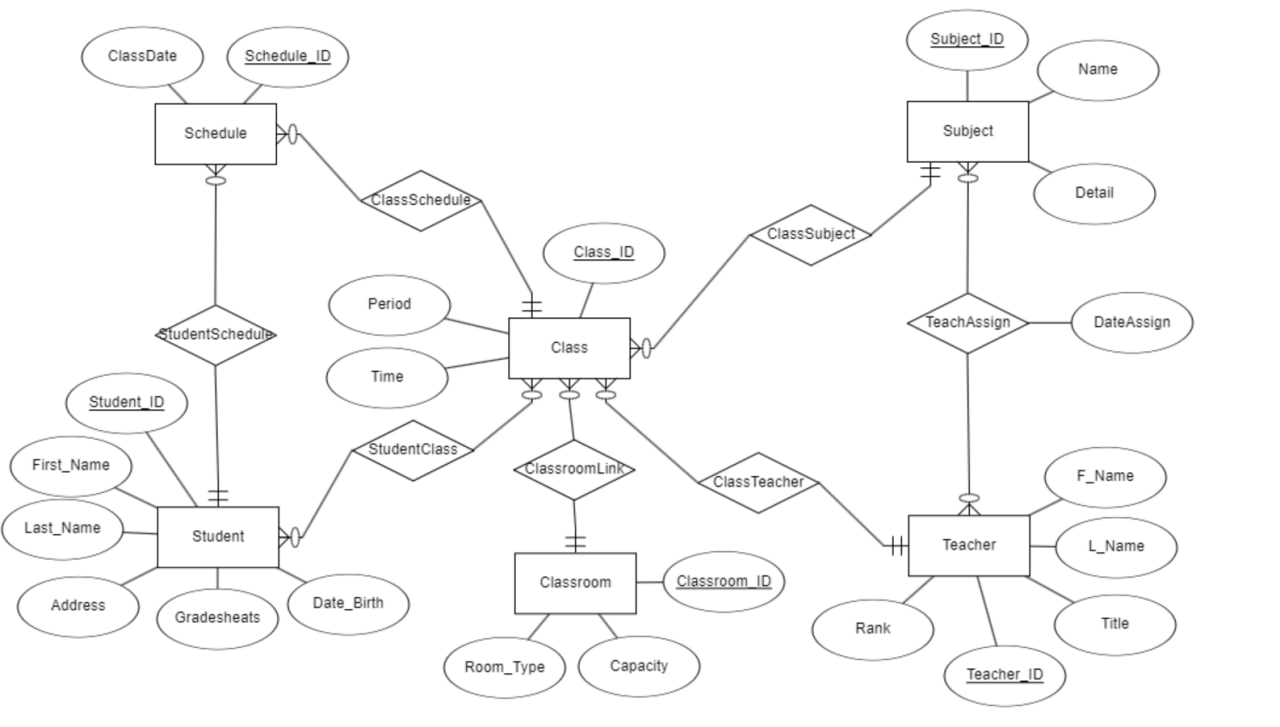 ClassDate
Schedule_ID
Subject_ID
Name
Schedule
Subject
Detail
ClassSchedule
ClassSubject
Class_ID
Period
TeachAssign
DateAssign
StudentSchedule
Class
Time
Student_ID
First_Name
StudentClass
ClassroomLink
ClassTeacher
F_Name
Last_Name
Student
Teacher
L_Name
Classroom
Classroom_ID
Address
Gradesheats
Date_Birth
Rank
Title
Room_Type
Capacity
Teacher_ID